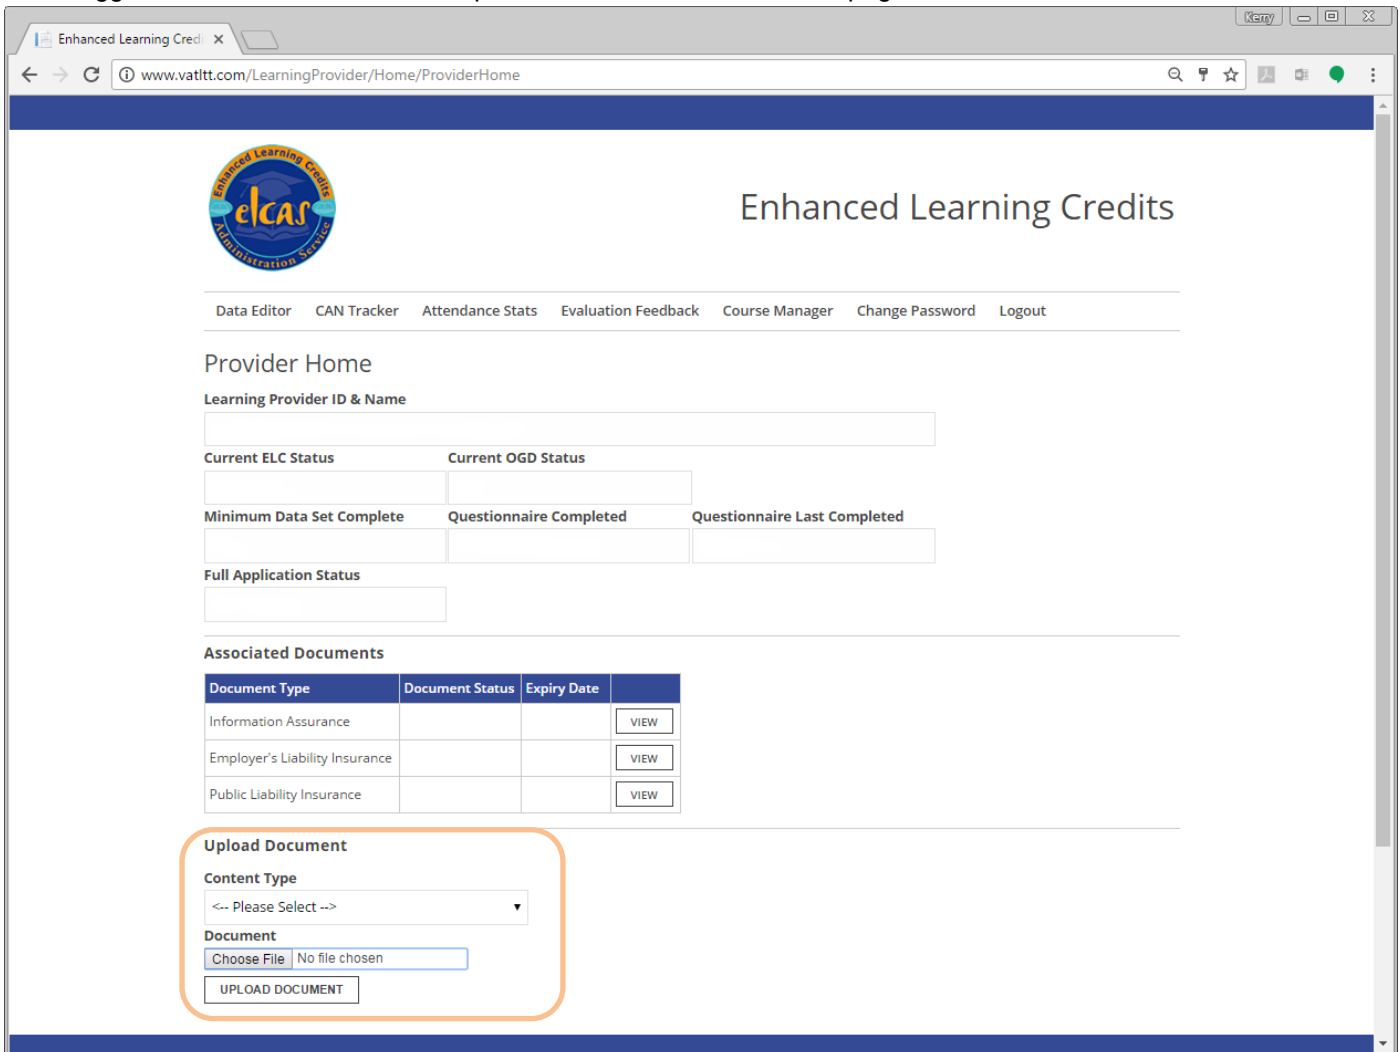 Kerry
Enhanced Learning Cred
www.vatltt.com/LearningProvider/Home/ProviderHome
Enhanced Learning Credits
elcas
Administration Service
Enhanced Learning Credits
Data Editor CAN Tracker Attendance Stats Evaluation Feedback Course Manager Change Password Logout
Provider Home
Learning Provider ID & Name
Current ELC Status Current OGD Status
Minimum Data Set Complete Questionnaire Completed Questionnaire Last Completed
Full Application Status
Associated Documents
Document Type Document Status Expiry Date
Information Assurance VIEW
Employer's Liability Insurance VIEW
Public Liability Insurance VIEW
Upload Document
Content Type
<-- Please Select -->
Document
Choose File No file chosen
UPLOAD DOCUMENT